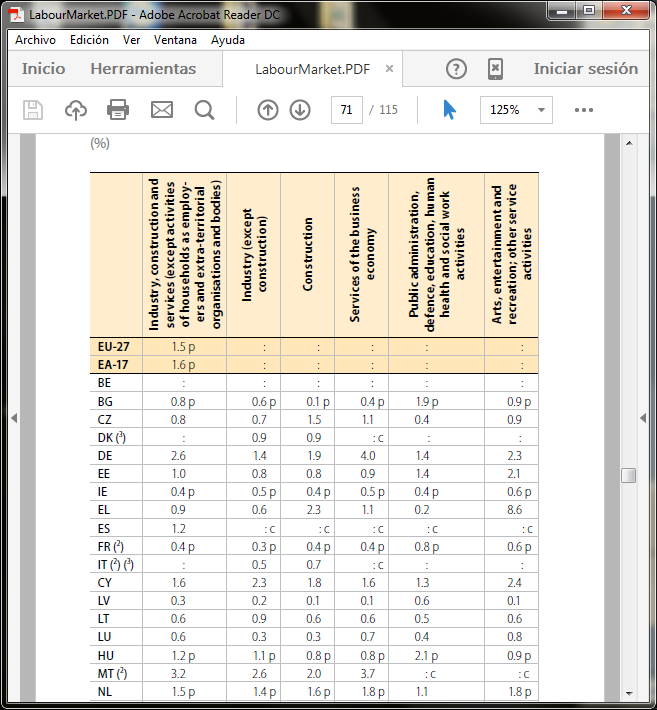 LabourMarket.PDF - Adobe Acrobat Reader DC
Archivo Edición Ver Ventana Ayuda
Inicio Herramientas LabourMarket.PDF × ? Iniciar sesión
71 / 115 125%
(%)
Industry, construction and services (except activities of households as employ-ers and extra-territorial organisations and bodies)
Industry (except construction)
Construction
Services of the business economy
Public administration, defence, education, human health and social work activities
Arts, entertainment and recreation; other service activities
EU-27 1.5 p : : : : :
EA-17 1.6 p : : : : :
BE : : : : : :
BG 0.8 p 0.6 p 0.1 p 0.4 p 1.9 p 0.9 p
CZ 0.8 0.7 1.5 1.1 0.4 0.9
DK (³) : 0.9 0.9 : c : :
DE 2.6 1.4 1.9 4.0 1.4 2.3
EE 1.0 0.8 0.8 0.9 1.4 2.1
IE 0.4 p 0.5 p 0.4 p 0.5 p 0.4 p 0.6 p
EL 0.9 0.6 2.3 1.1 0.2 8.6
ES 1.2 : c : c : c : c : c
FR (²) 0.4 p 0.3 p 0.4 p 0.4 p 0.8 p 0.6 p
IT (²) (³) : 0.5 0.7 : c : :
CY 1.6 2.3 1.8 1.6 1.3 2.4
LV 0.3 0.2 0.1 0.1 0.6 0.1
LT 0.6 0.9 0.6 0.6 0.5 0.6
LU 0.6 0.3 0.3 0.7 0.4 0.8
HU 1.2 p 1.1 p 0.8 p 0.8 p 2.1 p 0.9 p
MT (²) 3.2 2.6 2.0 3.7 : c : c
NL 1.5 p 1.4 p 1.6 p 1.8 p 1.1 1.8 p